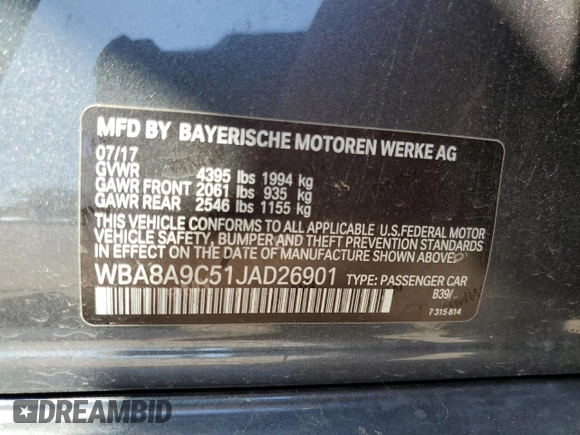 MFD BY BAYERISCHE MOTOREN WERKE AG
07/17
GVWR 4395 lbs 1994 kg
GAWR FRONT 2061 lbs 935 kg
GAWR REAR 2546 lbs 1155 kg
THIS VEHICLE CONFORMS TO ALL APPLICABLE U.S.FEDERAL MOTOR
VEHICLE SAFETY, BUMPER AND THEFT PREVENTION STANDARDS
IN EFFECT ON THE DATE OF MANUFACTURE SHOWN ABOVE.
WBA8A9C51JAD26901 TYPE: PASSENGER CAR
B39/
7 315 814
DREAMBID